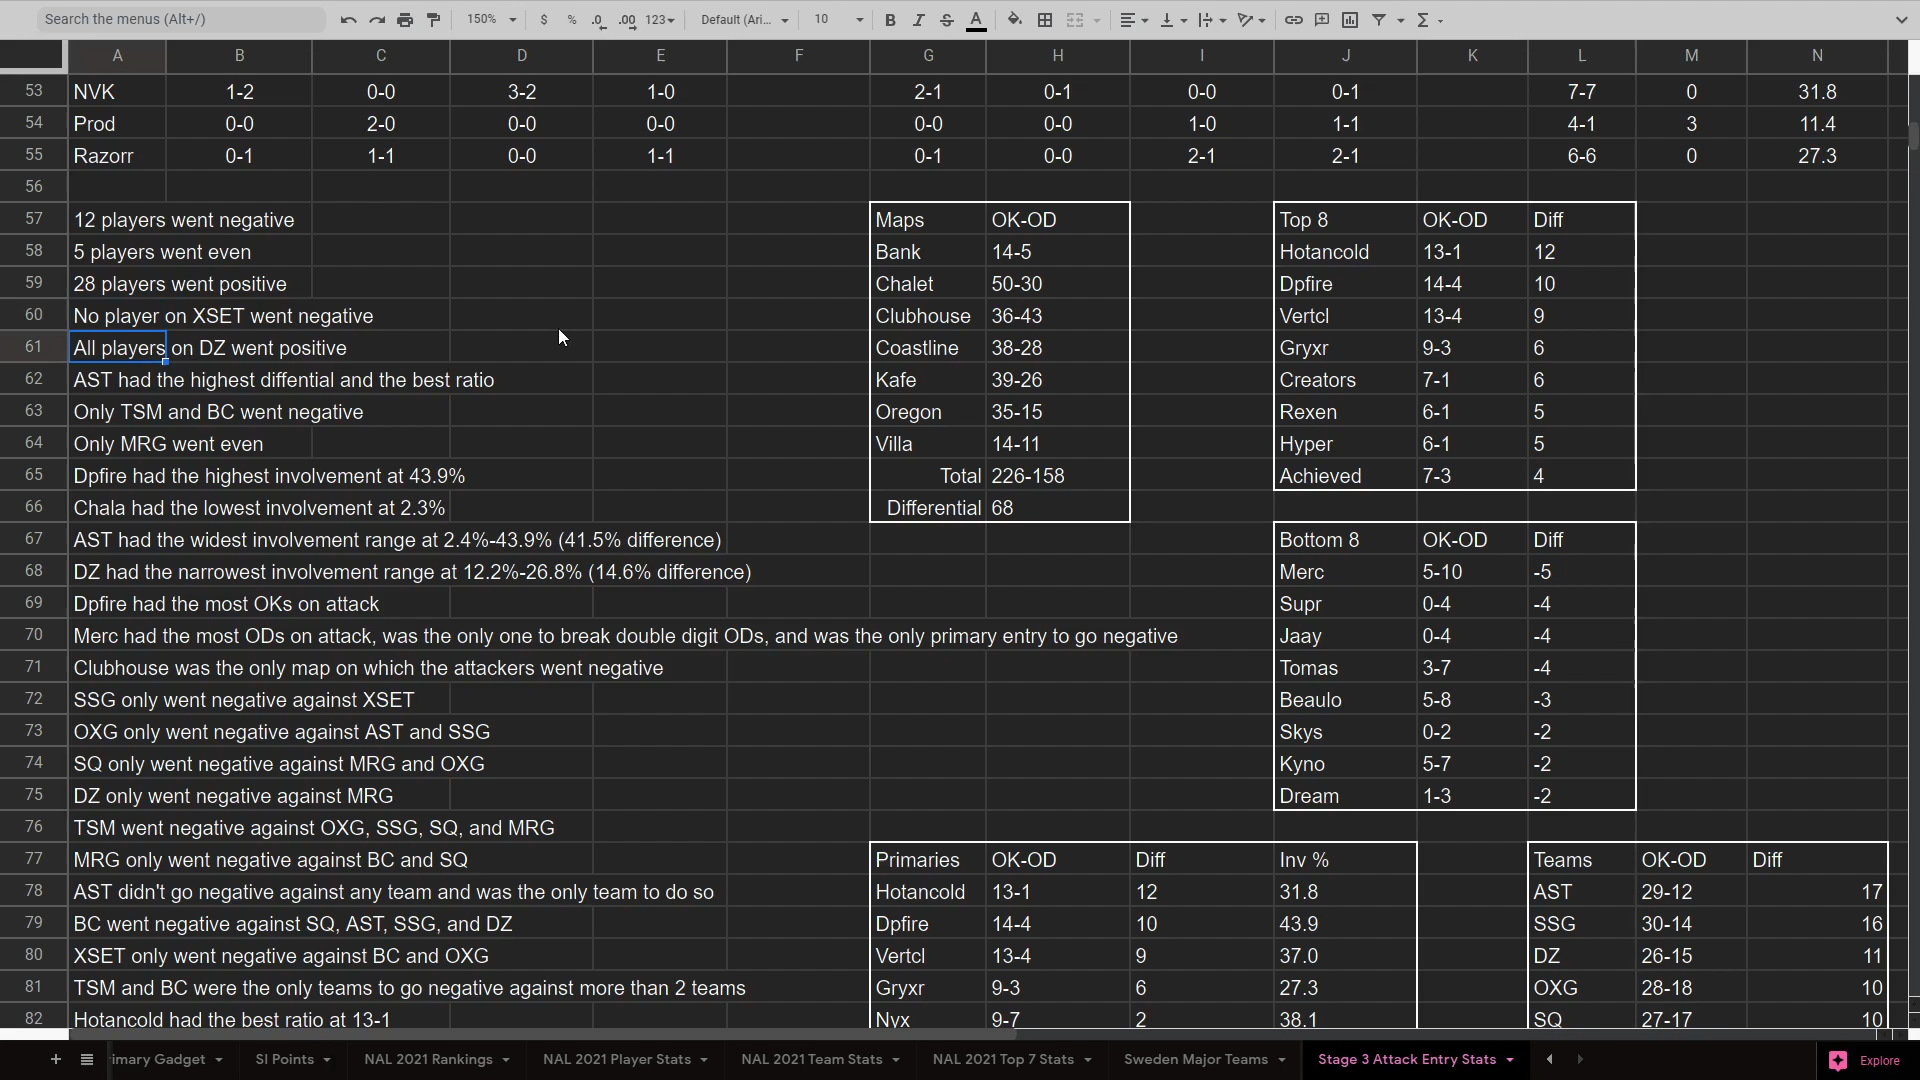 Search the menus (Alt+/) 150% $ % .0 .00 123 Default (Ari... 10 B I S A
A B C D E F G H I J K L M N
53 NVK 1-2 0-0 3-2 1-0 2-1 0-1 0-0 0-1 7-7 0 31.8
54 Prod 0-0 2-0 0-0 0-0 0-0 0-0 1-0 1-1 4-1 3 11.4
55 Razorr 0-1 1-1 0-0 1-1 0-1 0-0 2-1 2-1 6-6 0 27.3
56
57 12 players went negative Maps OK-OD Top 8 OK-OD Diff
58 5 players went even Bank 14-5 Hotancold 13-1 12
59 28 players went positive Chalet 50-30 Dpfire 14-4 10
60 No player on XSET went negative Clubhouse 36-43 Vertcl 13-4 9
61 All players on DZ went positive Coastline 38-28 Gryxr 9-3 6
62 AST had the highest diffential and the best ratio Kafe 39-26 Creators 7-1 6
63 Only TSM and BC went negative Oregon 35-15 Rexen 6-1 5
64 Only MRG went even Villa 14-11 Hyper 6-1 5
65 Dpfire had the highest involvement at 43.9% Total 226-158 Achieved 7-3 4
66 Chala had the lowest involvement at 2.3% Differential 68
67 AST had the widest involvement range at 2.4%-43.9% (41.5% difference) Bottom 8 OK-OD Diff
68 DZ had the narrowest involvement range at 12.2%-26.8% (14.6% difference) Merc 5-10 -5
69 Dpfire had the most OKs on attack Supr 0-4 -4
70 Merc had the most ODs on attack, was the only one to break double digit ODs, and was the only primary entry to go negative Jaay 0-4 -4
71 Clubhouse was the only map on which the attackers went negative Tomas 3-7 -4
72 SSG only went negative against XSET Beaulo 5-8 -3
73 OXG only went negative against AST and SSG Skys 0-2 -2
74 SQ only went negative against MRG and OXG Kyno 5-7 -2
75 DZ only went negative against MRG Dream 1-3 -2
76 TSM went negative against OXG, SSG, SQ, and MRG
77 MRG only went negative against BC and SQ Primaries OK-OD Diff Inv % Teams OK-OD Diff
78 AST didn't go negative against any team and was the only team to do so Hotancold 13-1 12 31.8 AST 29-12 17
79 BC went negative against SQ, AST, SSG, and DZ Dpfire 14-4 10 43.9 SSG 30-14 16
80 XSET only went negative against BC and OXG Vertcl 13-4 9 37.0 DZ 26-15 11
81 TSM and BC were the only teams to go negative against more than 2 teams Gryxr 9-3 6 27.3 OXG 28-18 10
82 Hotancold had the best ratio at 13-1 Nyx 9-7 2 38.1 SQ 27-17 10
imary Gadget SI Points NAL 2021 Rankings NAL 2021 Player Stats NAL 2021 Team Stats NAL 2021 Top 7 Stats Sweden Major Teams Stage 3 Attack Entry Stats Explore